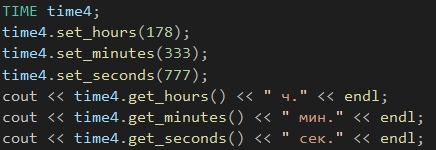 TIME time4;
time4.set_hours(178);
time4.set_minutes(333);
time4.set_seconds(777);
cout << time4.get_hours() << " ч." << endl;
cout << time4.get_minutes() << " мин." << endl;
cout << time4.get_seconds() << " сек." << endl;